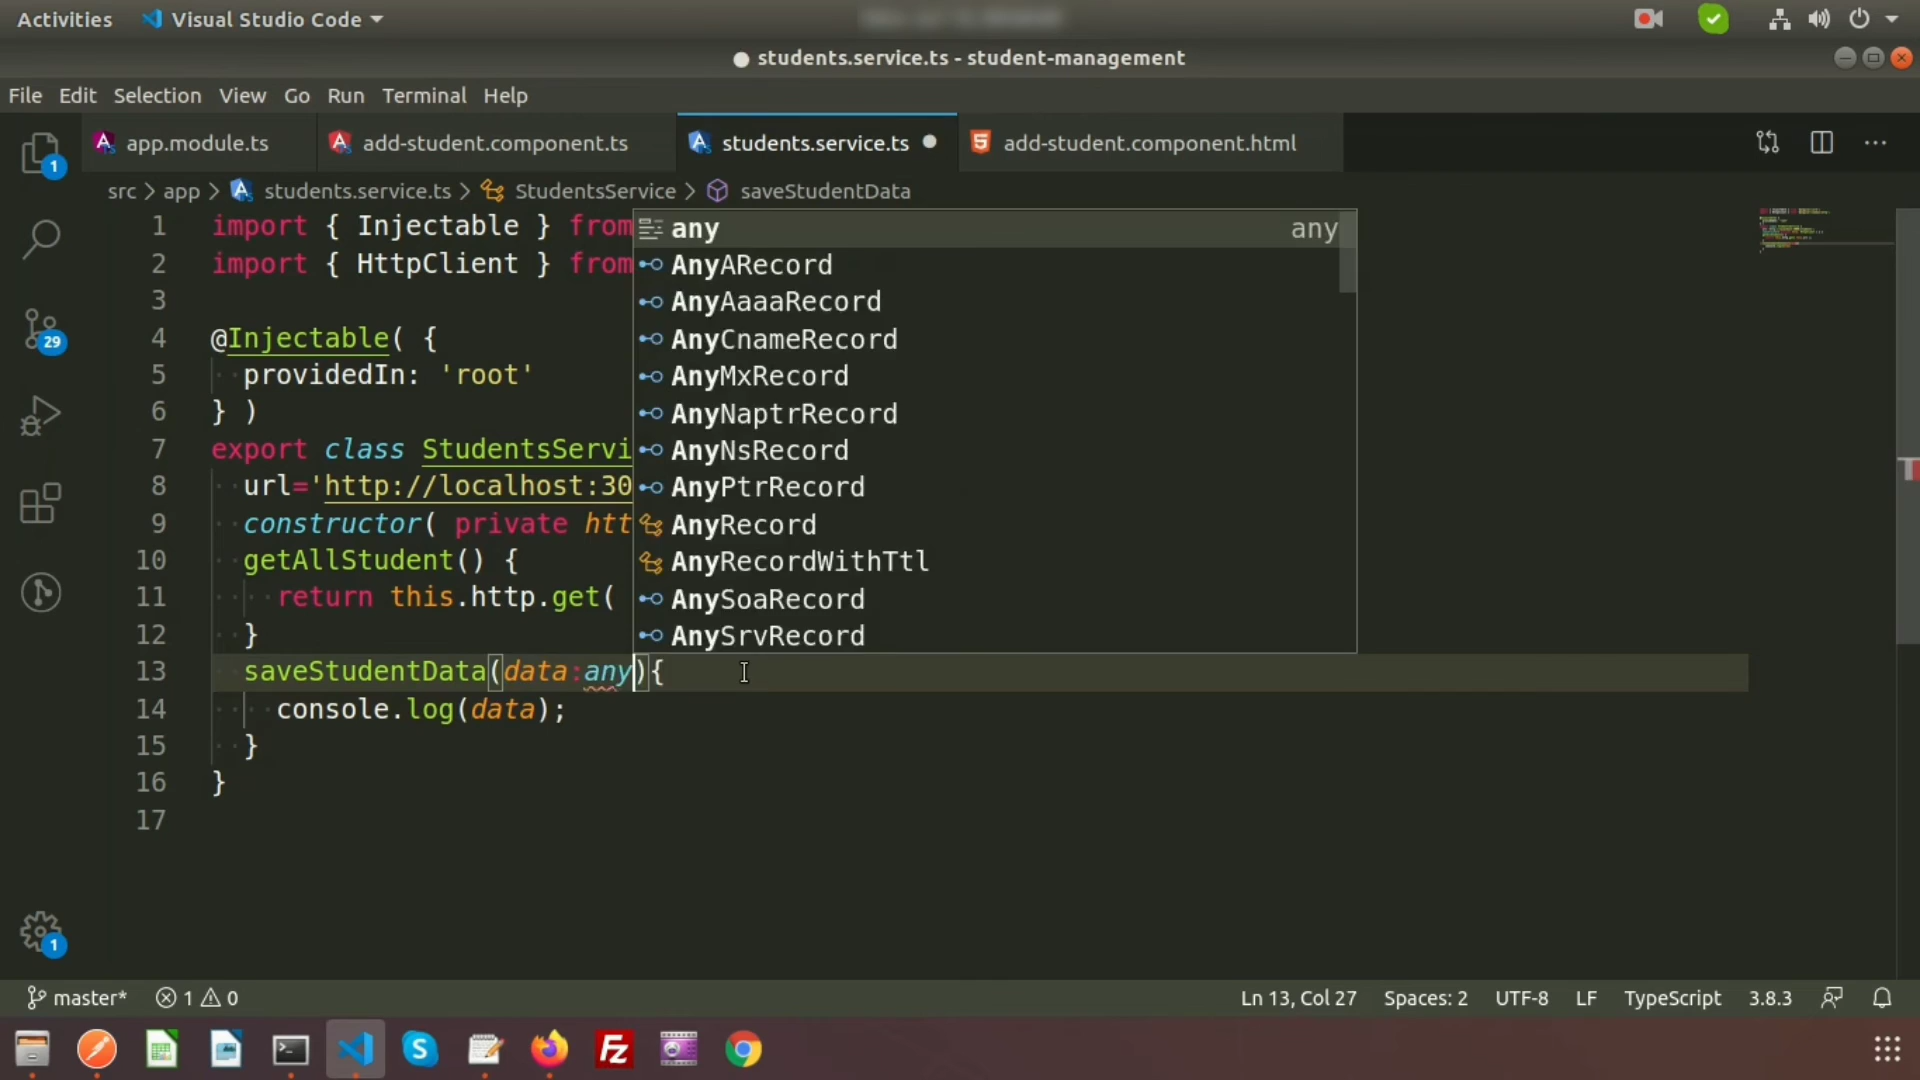 Activities Visual Studio Code
students.service.ts - student-management
File Edit Selection View Go Run Terminal Help
app.module.ts add-student.component.ts students.service.ts add-student.component.html
src > app > students.service.ts > StudentsService > saveStudentData
1 import { Injectable } from
2 import { HttpClient } from
3
4 @Injectable( {
5 providedIn: 'root'
6 } )
7 export class StudentsServi
8 url='http://localhost:30
9 constructor( private htt
10 getAllStudent() {
11 return this.http.get(
12 }
13 saveStudentData(data:any){
14 console.log(data);
15 }
16 }
17
any any
AnyARecord
AnyAaaaRecord
AnyCnameRecord
AnyMxRecord
AnyNaptrRecord
AnyNsRecord
AnyPtrRecord
AnyRecord
AnyRecordWithTtl
AnySoaRecord
AnySrvRecord
1
29
1
master* 1 0 Ln 13, Col 27 Spaces: 2 UTF-8 LF TypeScript 3.8.3